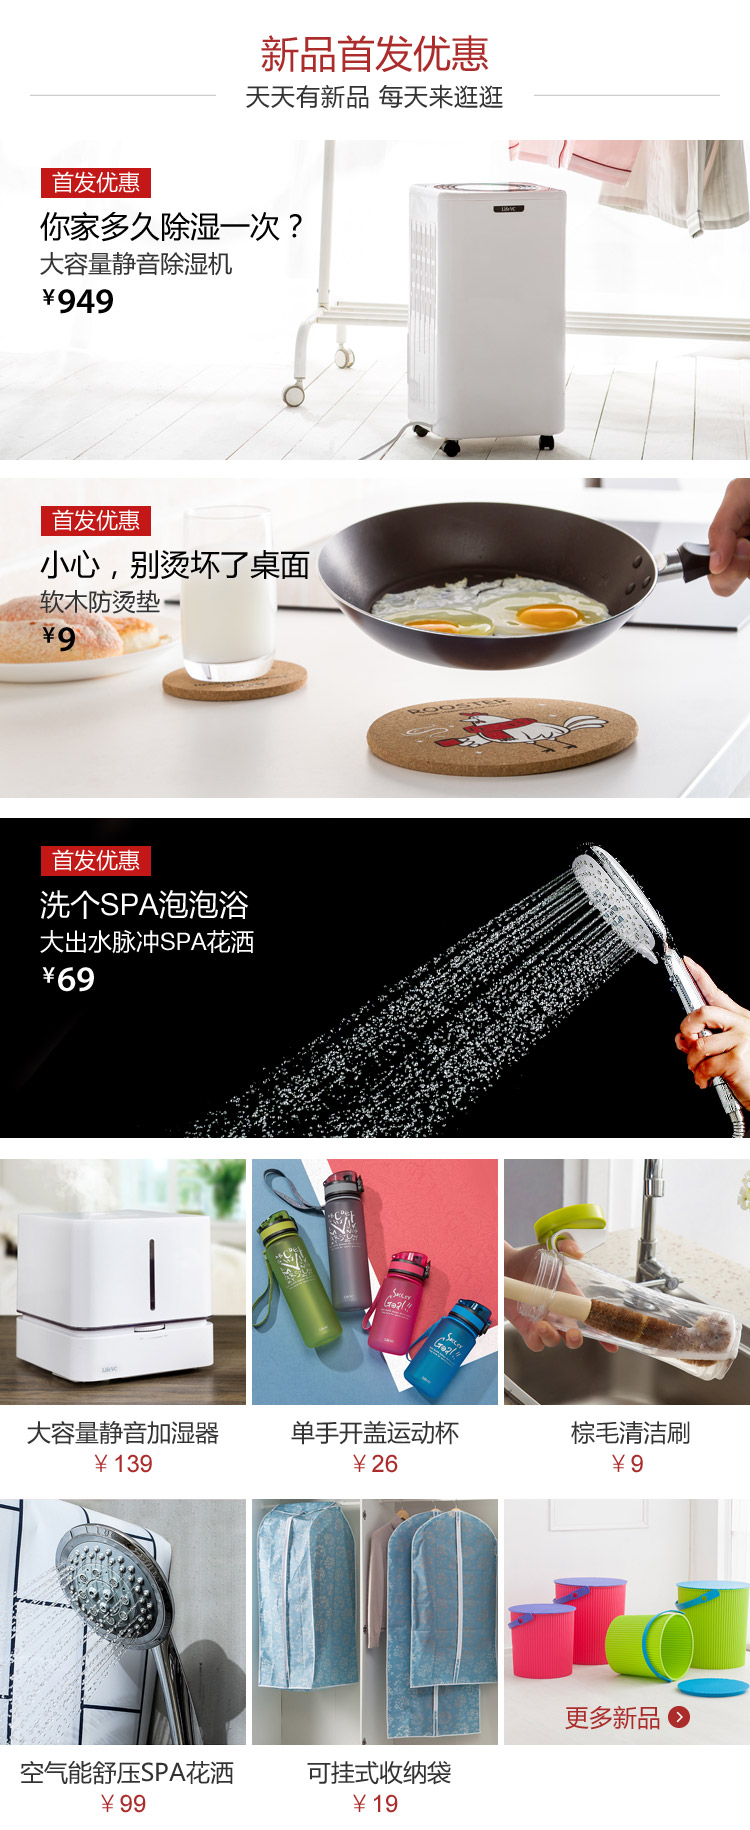 新品首发优惠
天天有新品 每天来逛逛
首发优惠
你家多久除湿一次？
大容量静音除湿机
¥949
首发优惠
小心，别烫坏了桌面
软木防烫垫
¥9
ROOSTER
首发优惠
洗个SPA泡泡浴
大出水脉冲SPA花洒
¥69
大容量静音加湿器
¥139
单手开盖运动杯
¥26
棕毛清洁刷
¥9
更多新品
空气能舒压SPA花洒
¥99
可挂式收纳袋
¥19